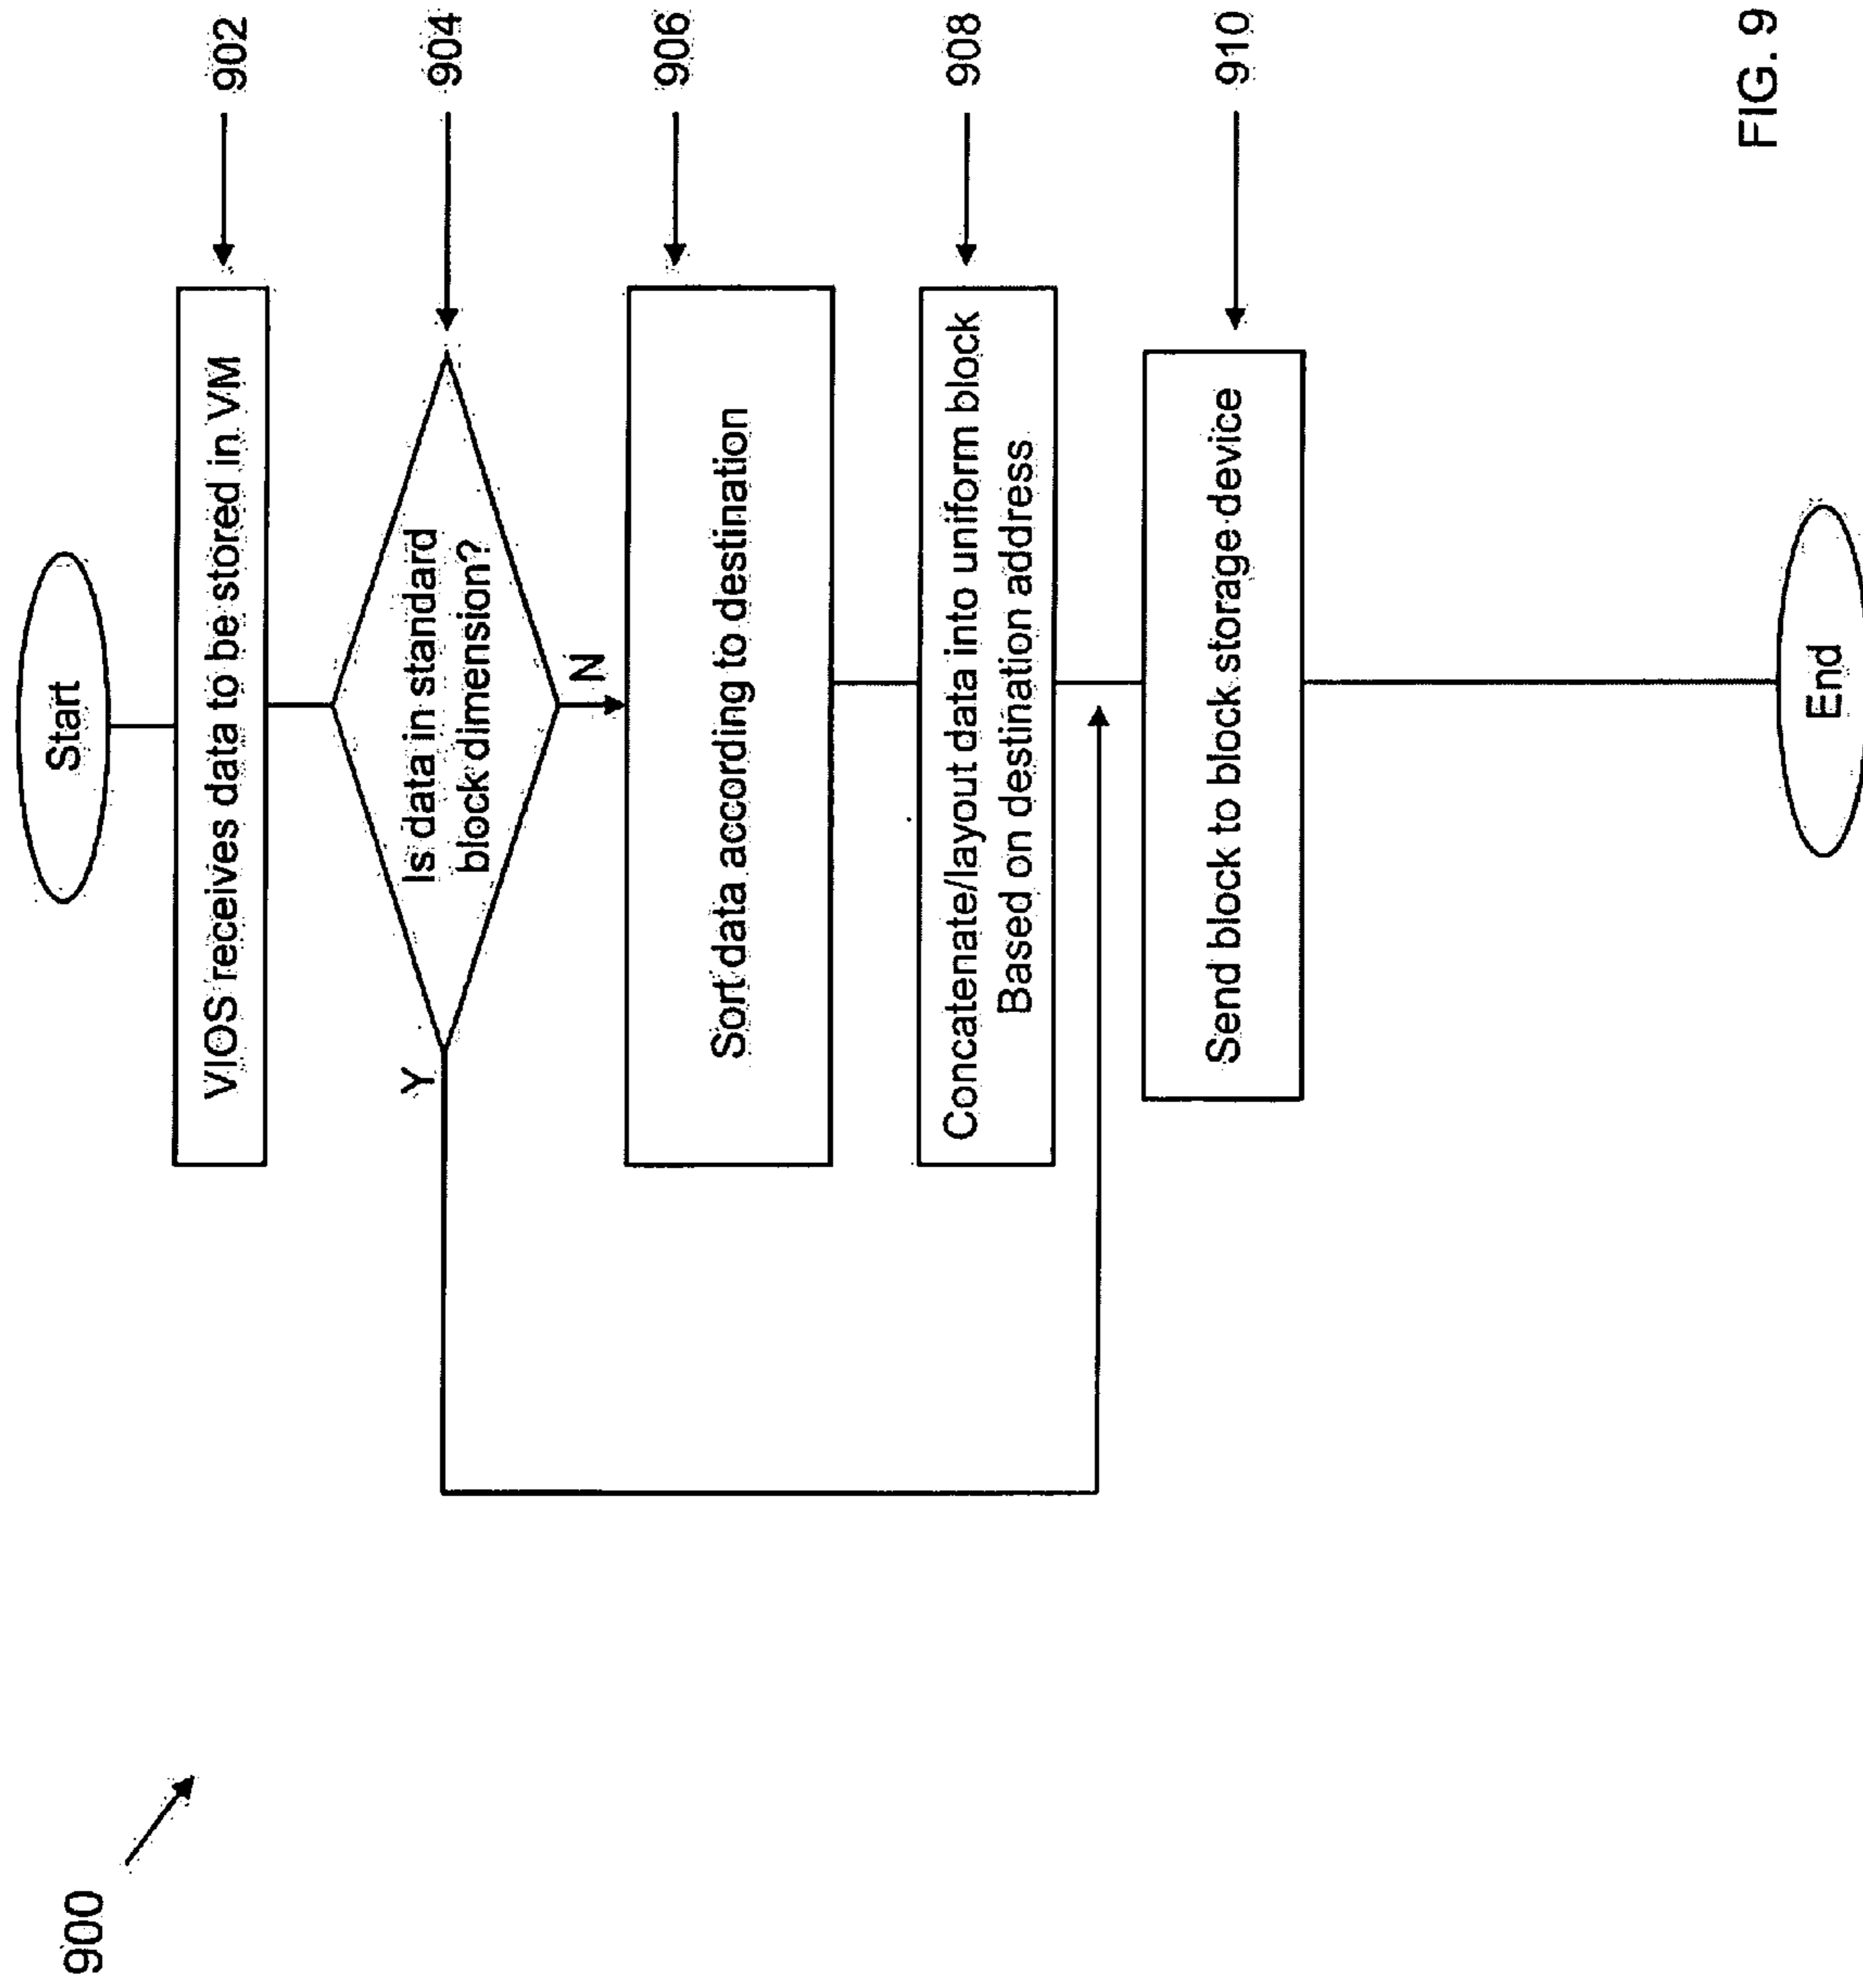 900
Start
VIOS receives data to be stored in VM
902
Is data in standard
block dimension?
904
Y
N
Sort data according to destination
906
Concatenate/layout data into uniform block
Based on destination address
908
Send block to block storage device
910
End
FIG. 9